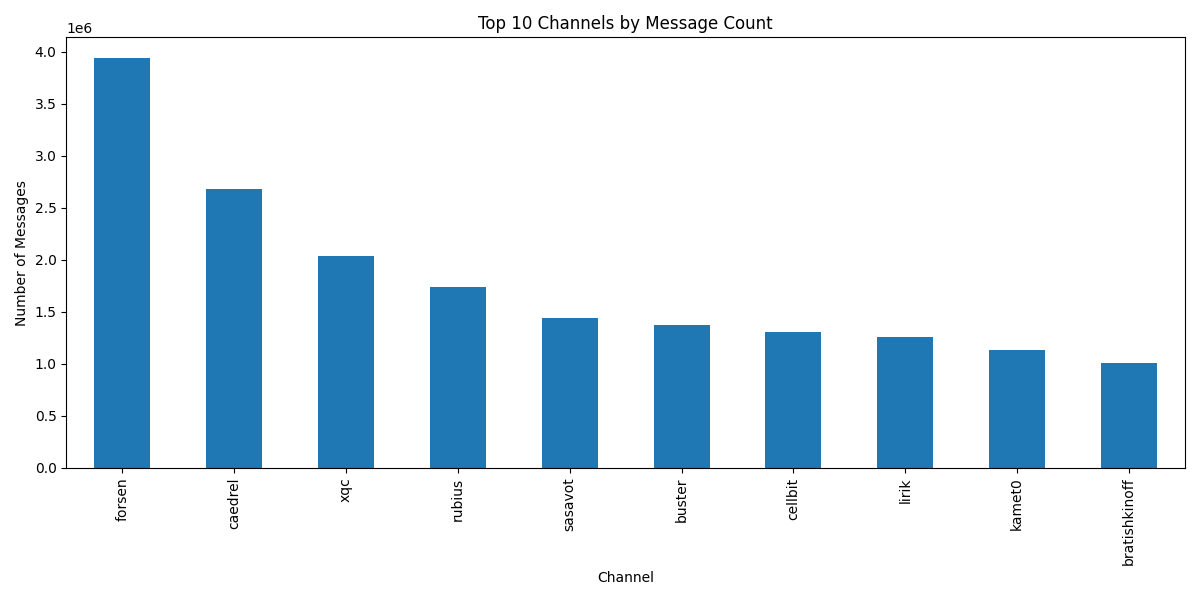 Top 10 Channels by Message Count
1e6
4.0
3.5
3.0
2.5
2.0
1.5
1.0
0.5
0.0
Number of Messages
forsen
caedrel
xqc
rubius
sasavot
buster
cellbit
lirik
kamet0
bratishkinoff
Channel